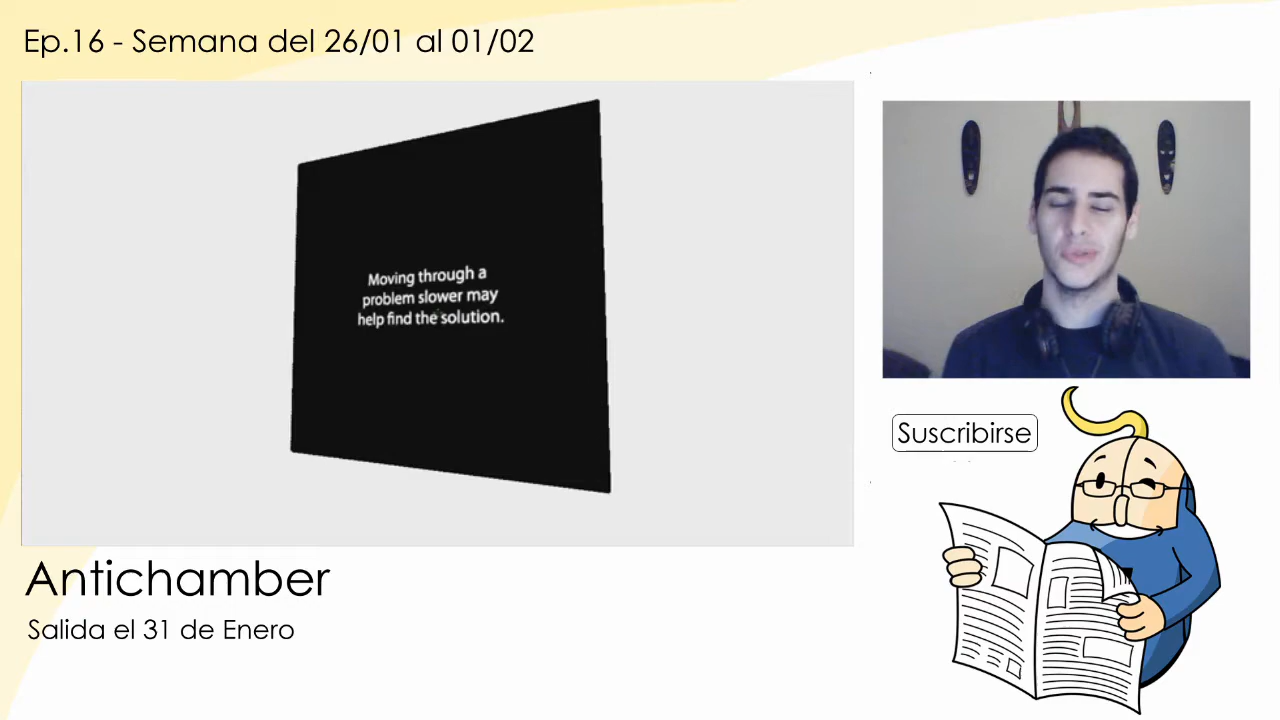 Ep.16 - Semana del 26/01 al 01/02
Moving through a
problem slower may
help find the solution.
Suscribirse
Antichamber
Salida el 31 de Enero